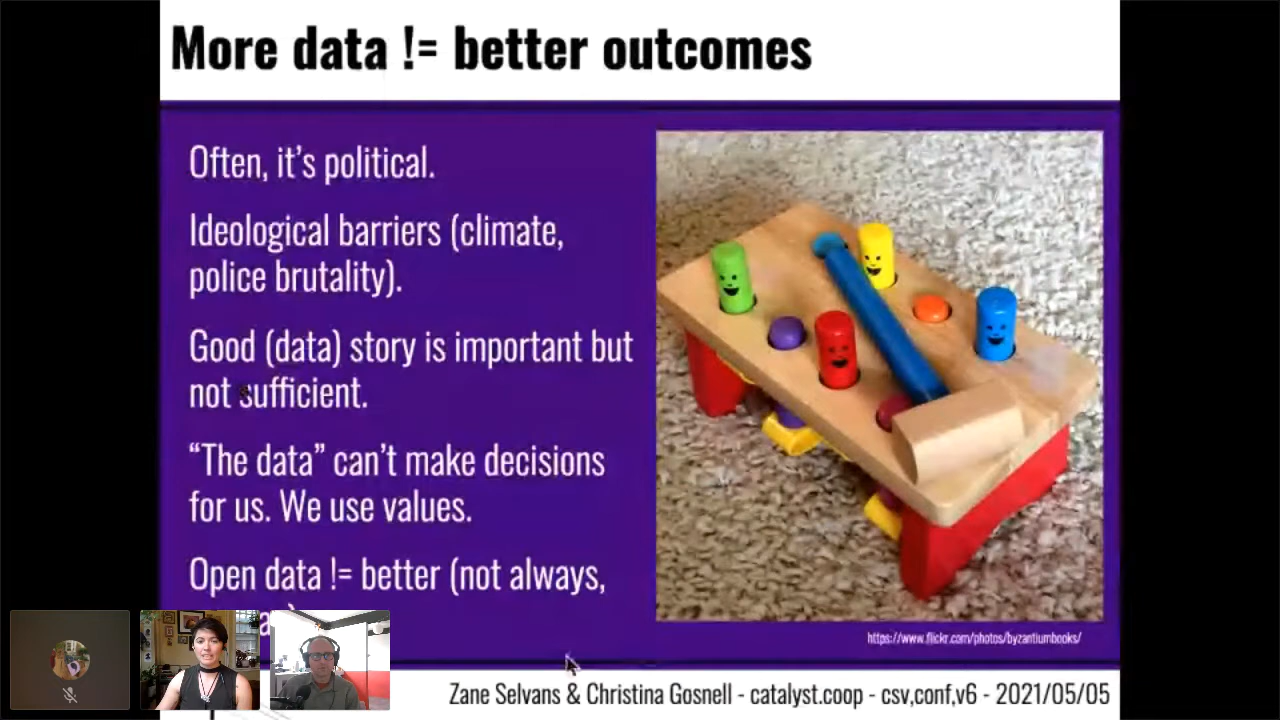 More data != better outcomes
Often, it's political.
Ideological barriers (climate,
police brutality).
Good (data) story is important but
not sufficient.
“The data” can't make decisions
for us. We use values.
Open data != better (not always,
https://www.flickr.com/photos/byzantiumbooks/
Zane Selvans & Christina Gosnell - catalyst.coop - csv,conf,v6 - 2021/05/05